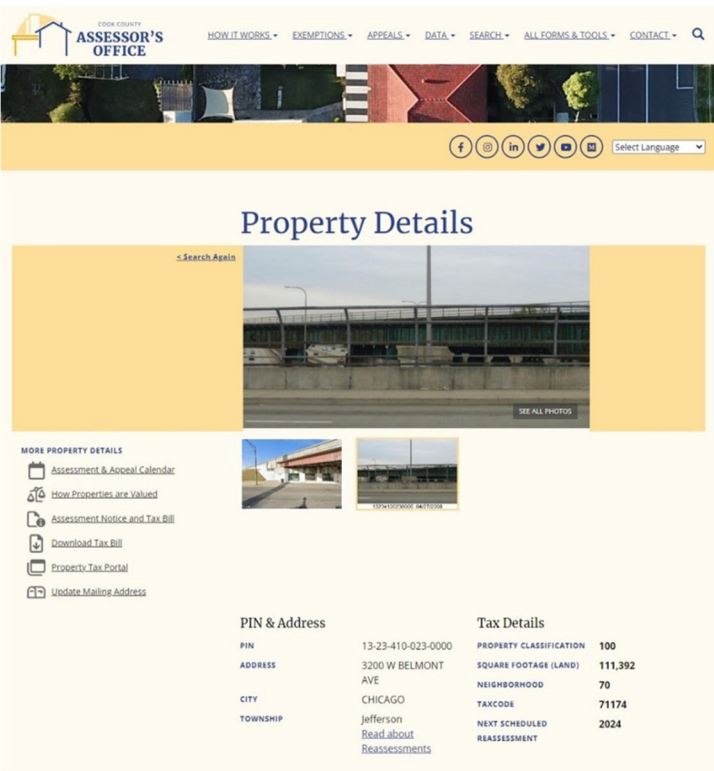 COOK COUNTY
ASSESSOR'S
OFFICE
HOW IT WORKS
EXEMPTIONS
APPEALS
DATA
SEARCH
ALL FORMS & TOOLS
CONTACT
Select Language
Property Details
< Search Again
SEE ALL PHOTOS
MORE PROPERTY DETAILS
Assessment & Appeal Calendar
How Properties are Valued
Assessment Notice and Tax Bill
Download Tax Bill
Property Tax Portal
Update Mailing Address
PIN & Address
PIN 13-23-410-023-0000
ADDRESS 3200 W BELMONT
AVE
CITY CHICAGO
TOWNSHIP Jefferson
Read about
Reassessments
Tax Details
PROPERTY CLASSIFICATION 100
SQUARE FOOTAGE (LAND) 111,392
NEIGHBORHOOD 70
TAXCODE 71174
NEXT SCHEDULED 2024
REASSESSMENT